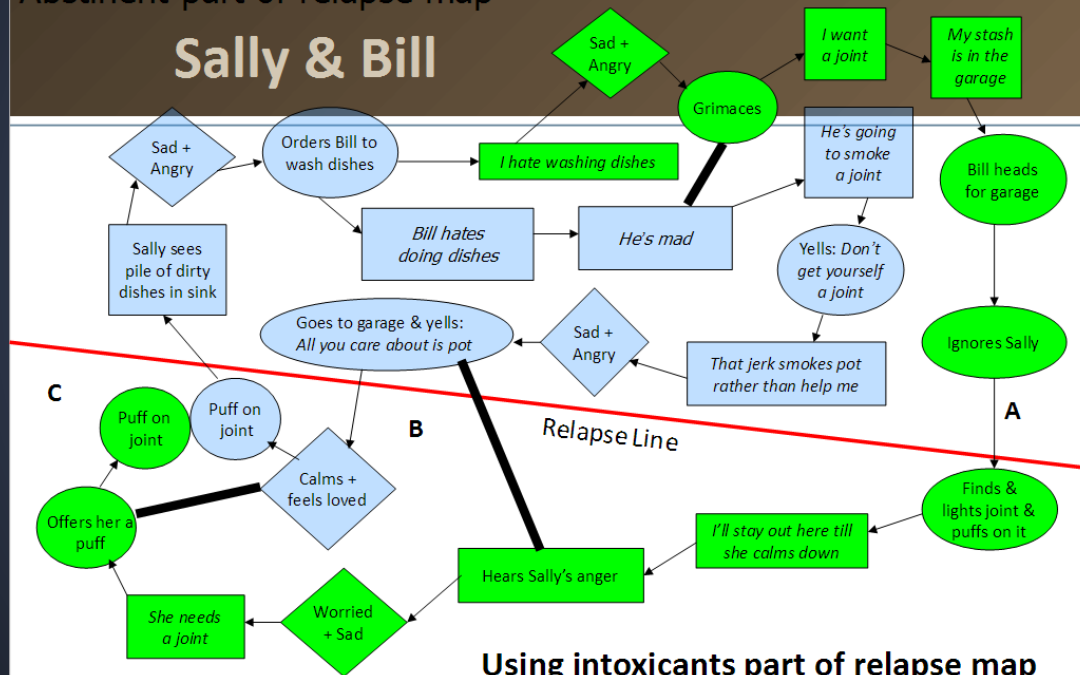 Abstinent part of relapse map
Sally & Bill
Sad +
Angry
I want
a joint
My stash
is in the
garage
Grimaces
Sad +
Angry
Orders Bill to
wash dishes
I hate washing dishes
He's going
to smoke
a joint
Bill heads
for garage
Sally sees
pile of dirty
dishes in sink
Bill hates
doing dishes
He's mad
Yells: Don't
get yourself
a joint
Goes to garage & yells:
All you care about is pot
Sad +
Angry
That jerk smokes pot
rather than help me
Ignores Sally
C
Puff on
joint
Puff on
joint
B
Relapse Line
A
Calms +
feels loved
Finds &
lights joint &
puffs on it
Offers her a
puff
I'll stay out here till
she calms down
Hears Sally's anger
She needs
a joint
Worried
+ Sad
Using intoxicants part of relapse map